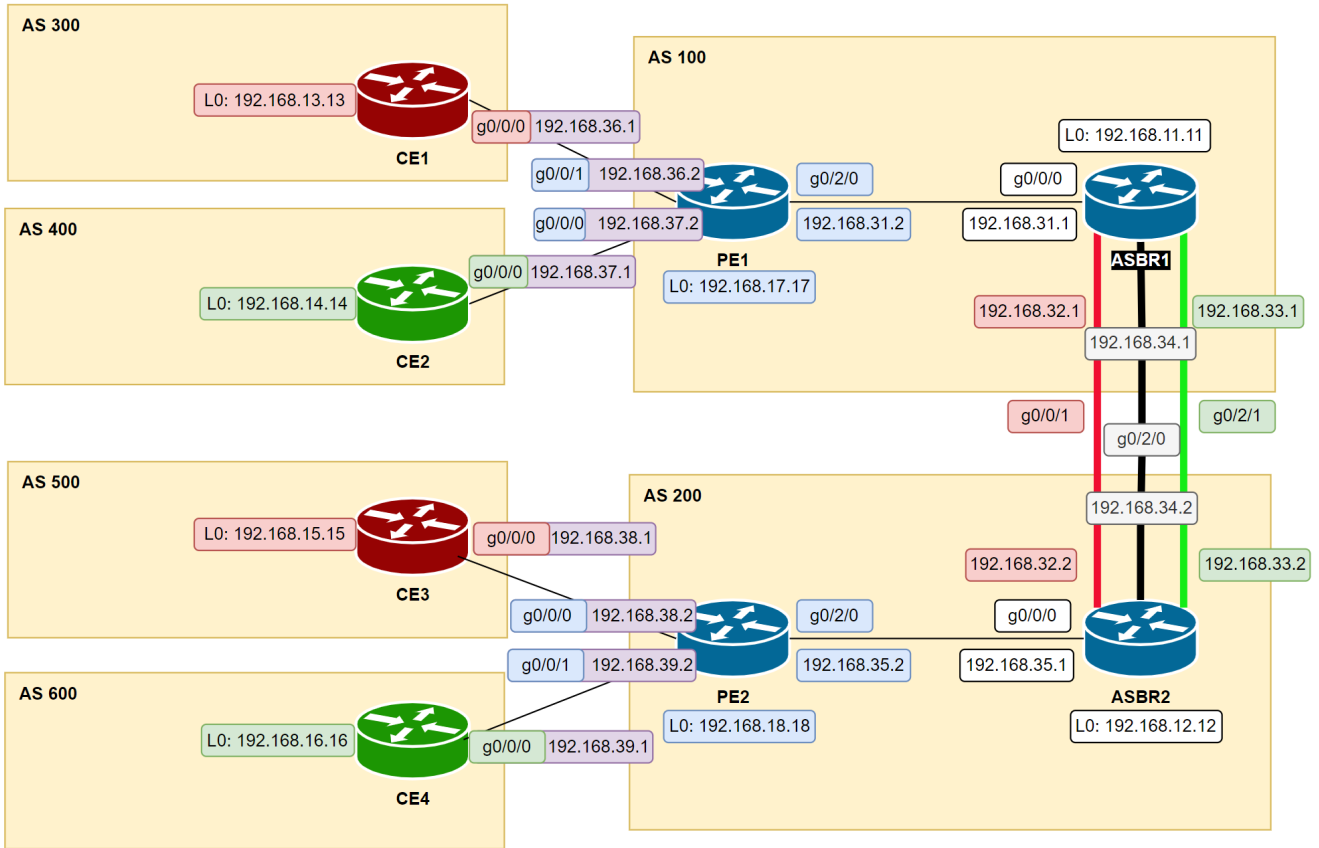 AS 300
L0: 192.168.13.13
CE1
g0/0/0
192.168.36.1
AS 400
L0: 192.168.14.14
CE2
g0/0/0
192.168.37.1
AS 100
g0/0/1
192.168.36.2
g0/0/0
192.168.37.2
PE1
L0: 192.168.17.17
g0/2/0
192.168.31.2
L0: 192.168.11.11
g0/0/0
192.168.31.1
ASBR1
192.168.32.1
192.168.33.1
192.168.34.1
g0/0/1
g0/2/1
g0/2/0
AS 500
L0: 192.168.15.15
CE3
g0/0/0
192.168.38.1
AS 600
L0: 192.168.16.16
CE4
g0/0/0
192.168.39.1
AS 200
192.168.34.2
192.168.32.2
192.168.33.2
g0/0/0
192.168.38.2
g0/0/1
192.168.39.2
PE2
L0: 192.168.18.18
g0/2/0
192.168.35.2
g0/0/0
192.168.35.1
ASBR2
L0: 192.168.12.12